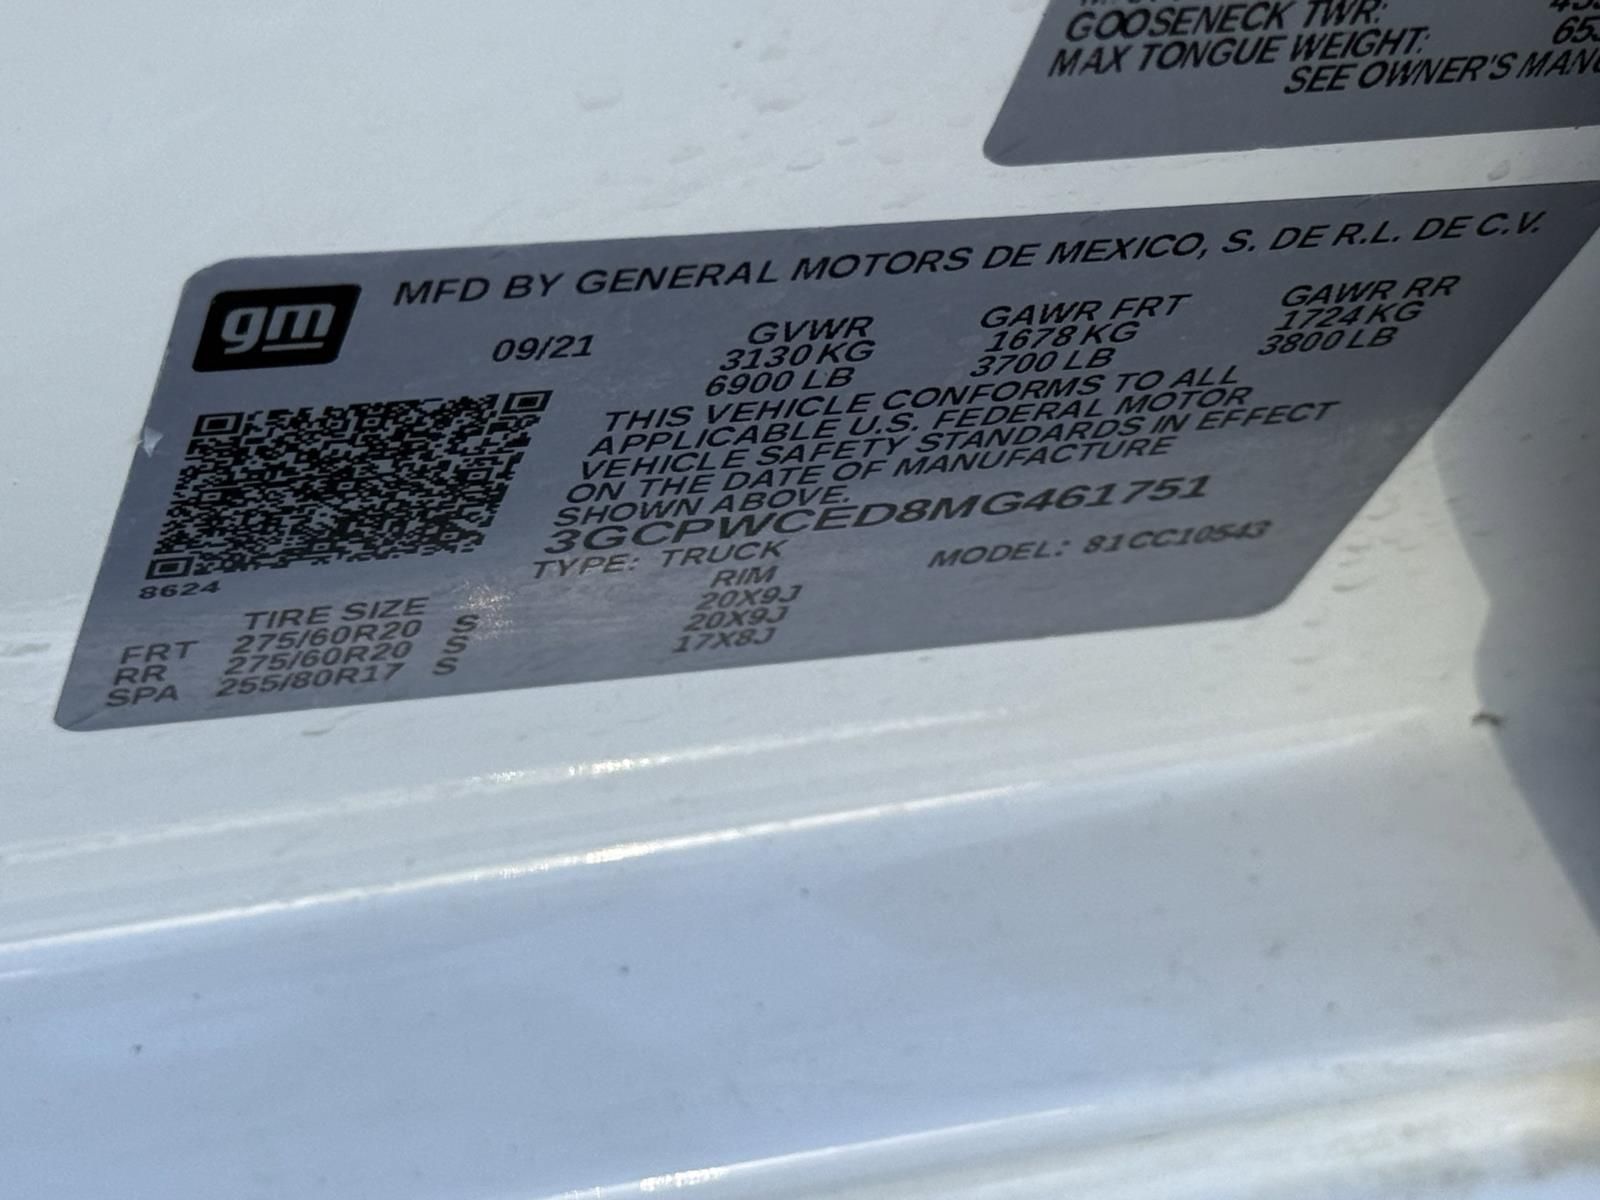 GOOSENECK TWR:
MAX TONGUE WEIGHT:
SEE OWNER'S
gm
MFD BY GENERAL MOTORS DE MEXICO, S. DE R.L. DE C.V.
09/21 GVWR GAWR FRT GAWR RR
3130 KG 1678 KG 1724 KG
6900 LB 3700 LB 3800 LB
THIS VEHICLE CONFORMS TO ALL
APPLICABLE U.S. FEDERAL MOTOR
VEHICLE SAFETY STANDARDS IN EFFECT
ON THE DATE OF MANUFACTURE
SHOWN ABOVE.
3GCPWCED8MG461751
TYPE: TRUCK MODEL: 81CC10543
8624
TIRE SIZE RIM
FRT 275/60R20 S 20X9J
RR 275/60R20 S 20X9J
SPA 255/80R17 S 17X8J